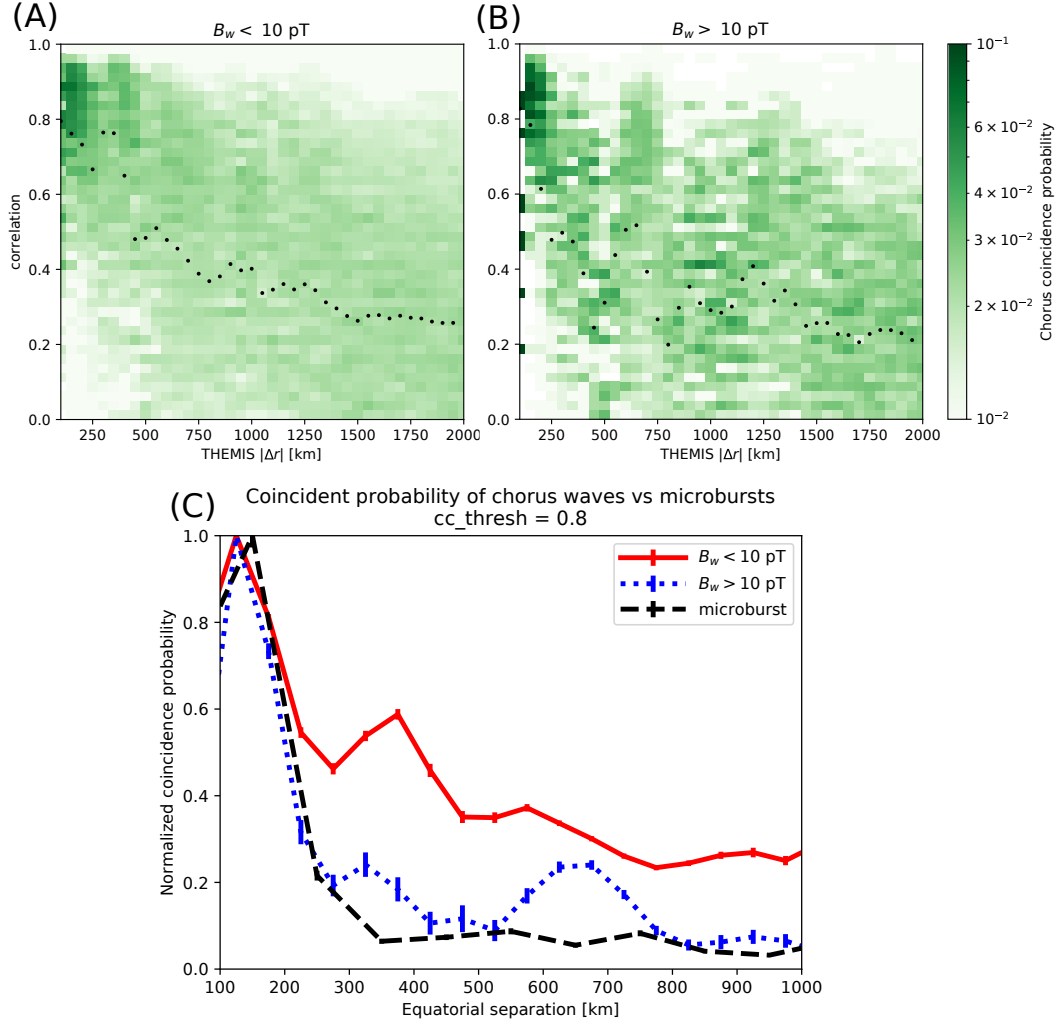 (A)
B_w < 10 pT
1.0
0.8
0.6
0.4
0.2
0.0
correlation
250 500 750 1000 1250 1500 1750 2000
THEMIS |Δr| [km]
(B)
B_w > 10 pT
1.0
0.8
0.6
0.4
0.2
0.0
250 500 750 1000 1250 1500 1750 2000
THEMIS |Δr| [km]
10⁻¹
6 × 10⁻²
4 × 10⁻²
3 × 10⁻²
2 × 10⁻²
10⁻²
Chorus coincidence probability
(C)
Coincident probability of chorus waves vs microbursts
cc_thresh = 0.8
1.0
0.8
0.6
0.4
0.2
0.0
Normalized coincidence probability
B_w < 10 pT
B_w > 10 pT
microburst
100 200 300 400 500 600 700 800 900 1000
Equatorial separation [km]